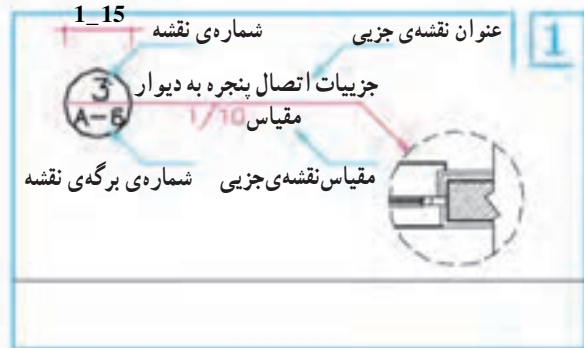 1_15
عنوان نقشه‌ی جزیی
شماره‌ی نقشه
1
3
جزییات اتصال پنجره به دیوار
A-6
1/10 مقیاس
مقیاس نقشه‌ی جزیی
شماره‌ی برگه‌ی نقشه